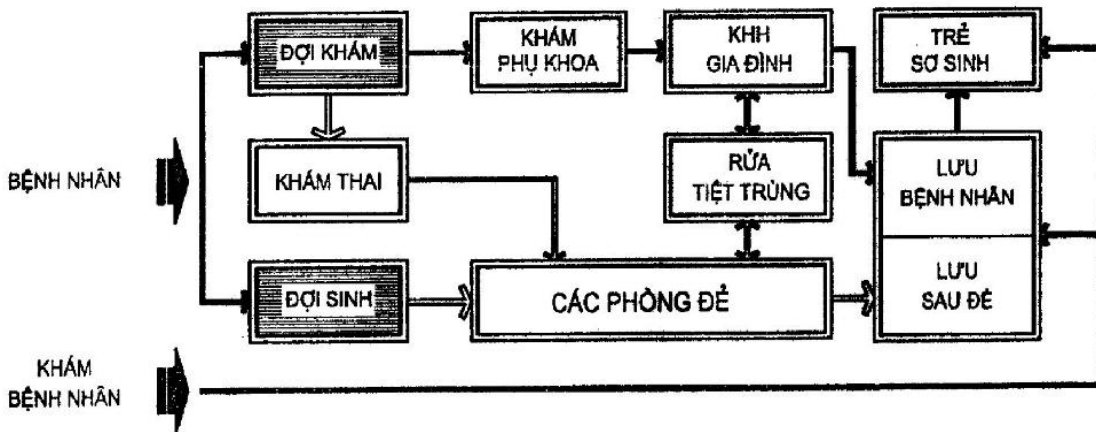 ĐỢI KHÁM
KHÁM
PHỤ KHOA
KHH
GIA ĐÌNH
TRẺ
SƠ SINH
BỆNH NHÂN
KHÁM THAI
RỬA
TIỆT TRÙNG
LƯU
BỆNH NHÂN
ĐỢI SINH
CÁC PHÒNG ĐẺ
LƯU
SAU ĐẺ
KHÁM
BỆNH NHÂN